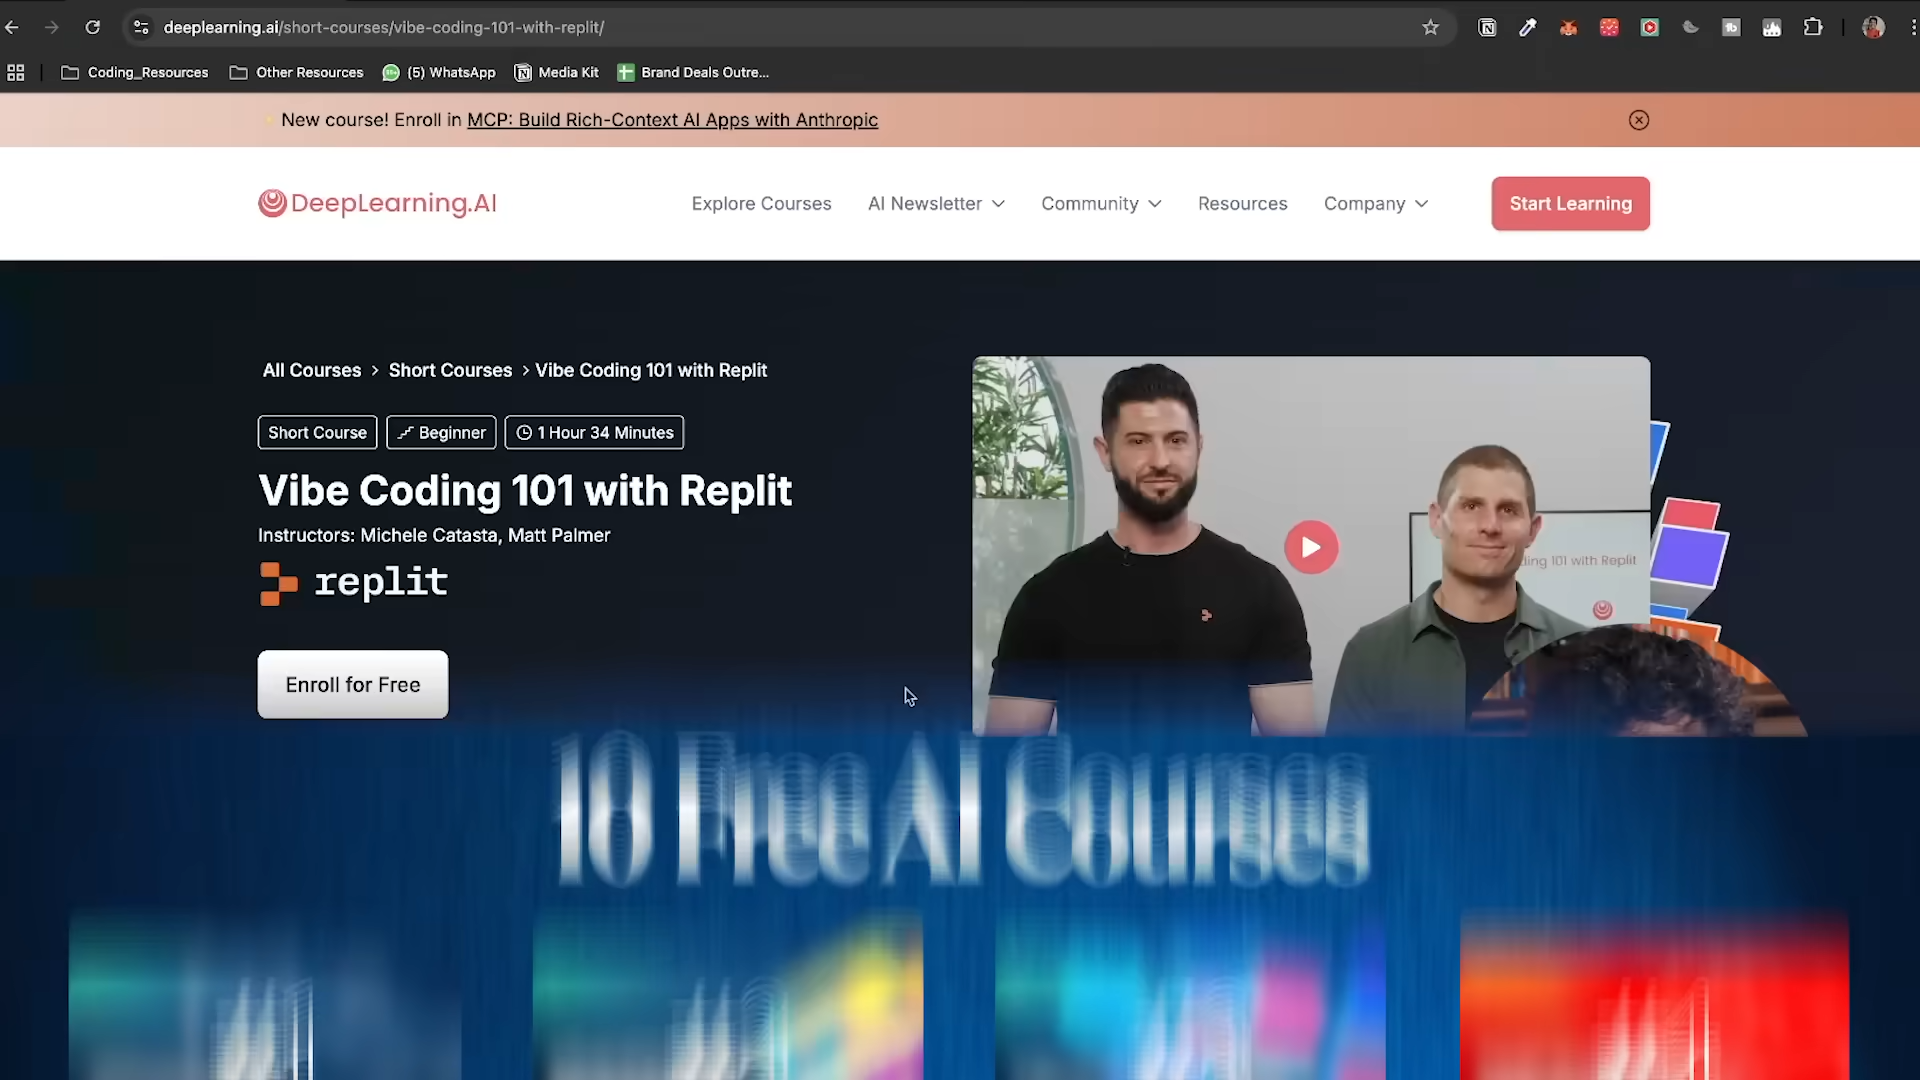 deeplearning.ai/short-courses/vibe-coding-101-with-replit/
Coding_Resources
Other Resources
(5) WhatsApp
Media Kit
Brand Deals Outre...
New course! Enroll in MCP: Build Rich-Context AI Apps with Anthropic
DeepLearning.AI
Explore Courses
AI Newsletter
Community
Resources
Company
Start Learning
All Courses > Short Courses > Vibe Coding 101 with Replit
Short Course
Beginner
1 Hour 34 Minutes
Vibe Coding 101 with Replit
Instructors: Michele Catasta, Matt Palmer
replit
Enroll for Free
ding 101 with Replit
10 Free AI Courses